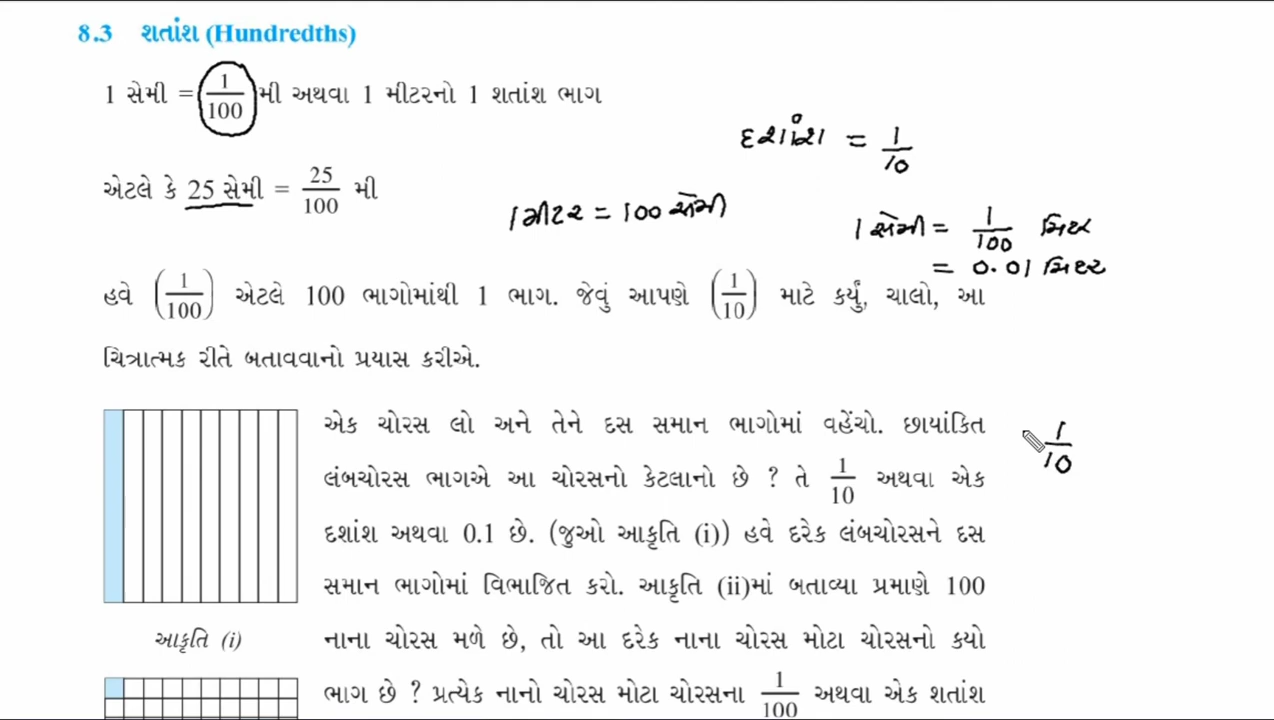 8.3 શતાંશ (Hundredths)
1 સેમી = 1/100 મી અથવા 1 મીટરનો 1 શતાંશ ભાગ
દશાંશ = 1/10
એટલે કે 25 સેમી = 25/100 મી
1 મીટર = 100 સેમી
1 સેમી = 1/100 મિટર
= 0.01 મિટર
હવે (1/100) એટલે 100 ભાગોમાંથી 1 ભાગ. જેવું આપણે (1/10) માટે કર્યું, ચાલો, આ
ચિત્રાત્મક રીતે બતાવવાનો પ્રયાસ કરીએ.
એક ચોરસ લો અને તેને દસ સમાન ભાગોમાં વહેંચો. છાયાંકિત
1/10
લંબચોરસ ભાગએ આ ચોરસનો કેટલાનો છે ? તે 1/10 અથવા એક
દશાંશ અથવા 0.1 છે. (જુઓ આકૃતિ (i)) હવે દરેક લંબચોરસને દસ
સમાન ભાગોમાં વિભાજિત કરો. આકૃતિ (ii)માં બતાવ્યા પ્રમાણે 100
આકૃતિ (i)
નાના ચોરસ મળે છે, તો આ દરેક નાના ચોરસ મોટા ચોરસનો કયો
ભાગ છે ? પ્રત્યેક નાનો ચોરસ મોટા ચોરસના 1/100 અથવા એક શતાંશ